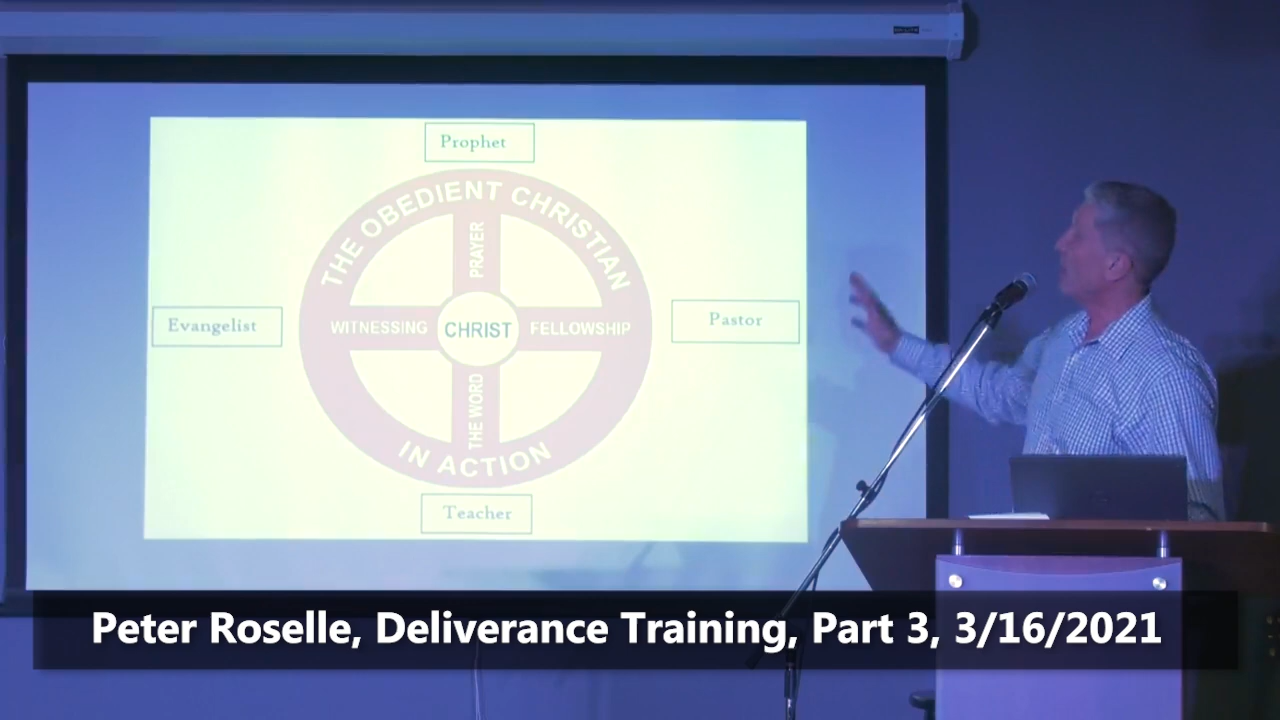 Prophet
THE OBEDIENT CHRISTIAN
PRAYER
Evangelist
WITNESSING
CHRIST
FELLOWSHIP
Pastor
THE WORD
IN ACTION
Teacher
Peter Roselle, Deliverance Training, Part 3, 3/16/2021